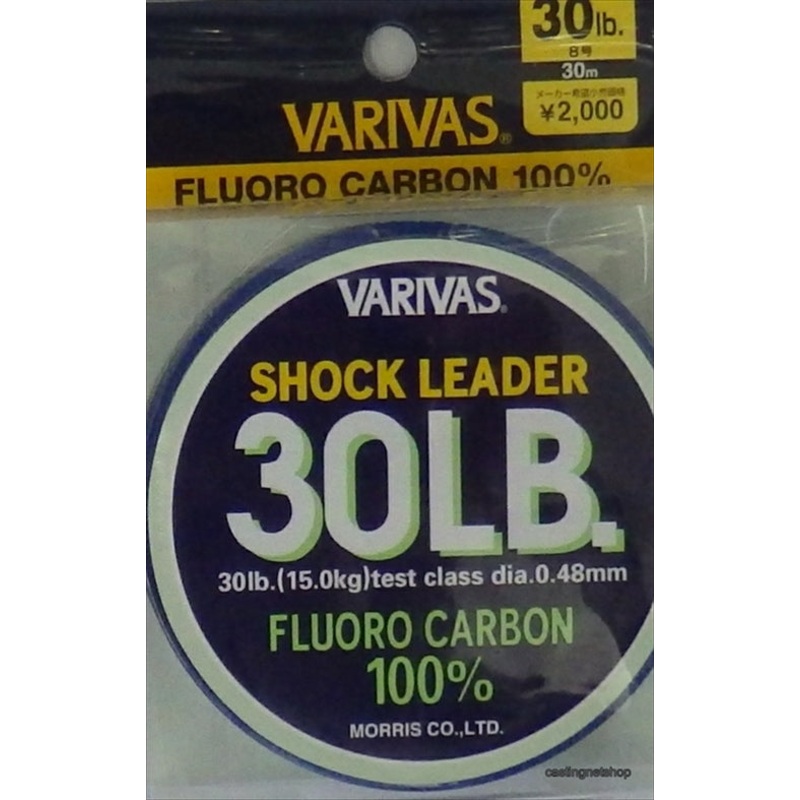 30lb.
8号
30m
メーカー希望小売価格
¥2,000
VARIVAS®
FLUORO CARBON 100%
VARIVAS®
SHOCK LEADER
30LB.
30lb.(15.0kg)test class dia.0.48mm
FLUORO CARBON
100%
MORRIS CO.,LTD.
castingnetshop